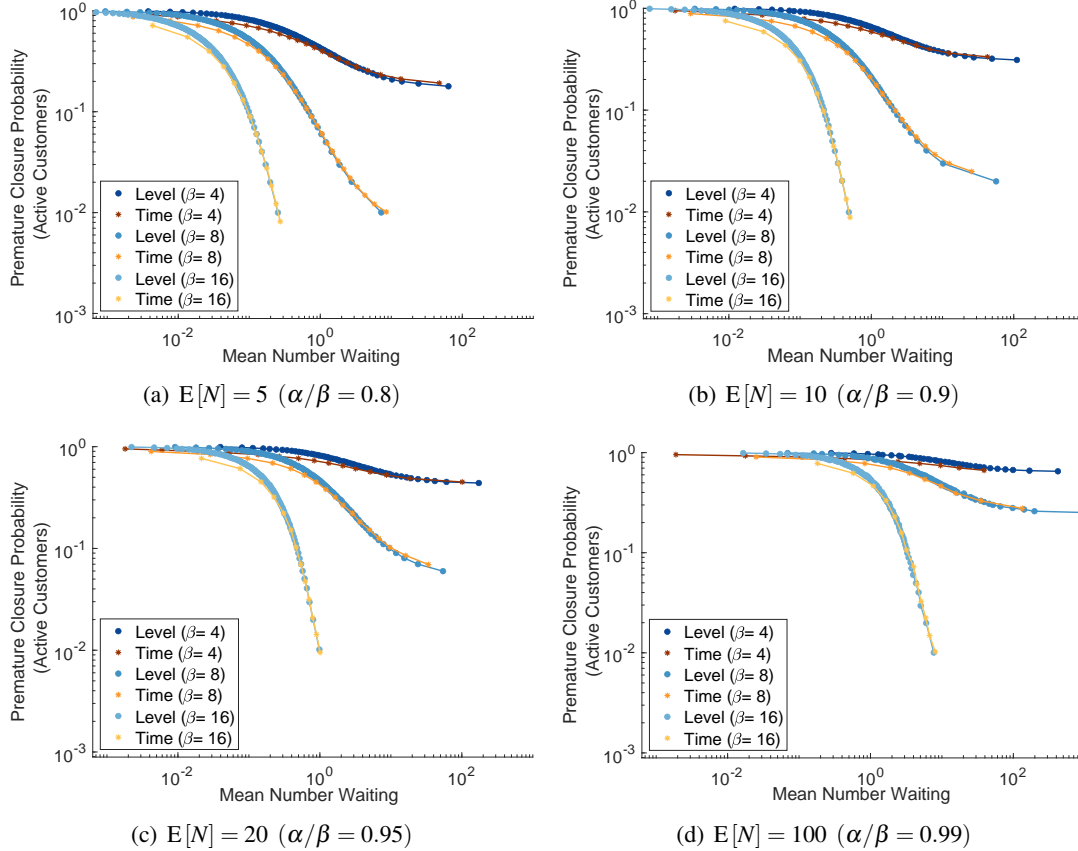 Premature Closure Probability
(Active Customers)
10^0
10^-1
10^-2
10^-3
Level (β= 4)
Time (β= 4)
Level (β= 8)
Time (β= 8)
Level (β= 16)
Time (β= 16)
10^-2
10^0
10^2
Mean Number Waiting
(a) E[N] = 5 (α/β = 0.8)
Premature Closure Probability
(Active Customers)
10^0
10^-1
10^-2
10^-3
Level (β= 4)
Time (β= 4)
Level (β= 8)
Time (β= 8)
Level (β= 16)
Time (β= 16)
10^-2
10^0
10^2
Mean Number Waiting
(b) E[N] = 10 (α/β = 0.9)
Premature Closure Probability
(Active Customers)
10^0
10^-1
10^-2
10^-3
Level (β= 4)
Time (β= 4)
Level (β= 8)
Time (β= 8)
Level (β= 16)
Time (β= 16)
10^-2
10^0
10^2
Mean Number Waiting
(c) E[N] = 20 (α/β = 0.95)
Premature Closure Probability
(Active Customers)
10^0
10^-1
10^-2
10^-3
Level (β= 4)
Time (β= 4)
Level (β= 8)
Time (β= 8)
Level (β= 16)
Time (β= 16)
10^-2
10^0
10^2
Mean Number Waiting
(d) E[N] = 100 (α/β = 0.99)